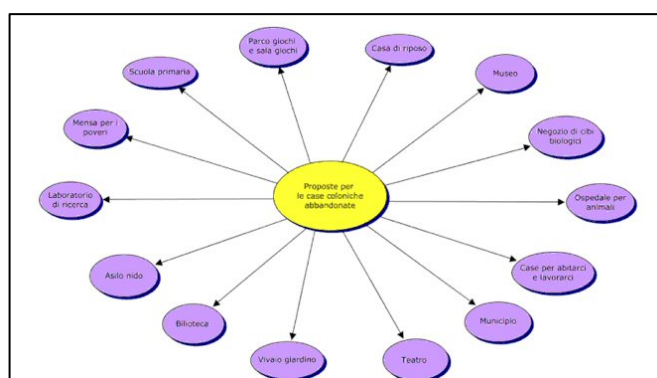 Parco giochi
e sala giochi
Casa di riposo
Scuola primaria
Museo
Mensa per i
poveri
Negozio di cibi
biologici
Proposte per
le case coloniche
abbandonate
Laboratorio
di ricerca
Ospedale per
animali
Asilo nido
Case per abitarci
e lavorarci
Bilioteca
Municipio
Vivaio giardino
Teatro